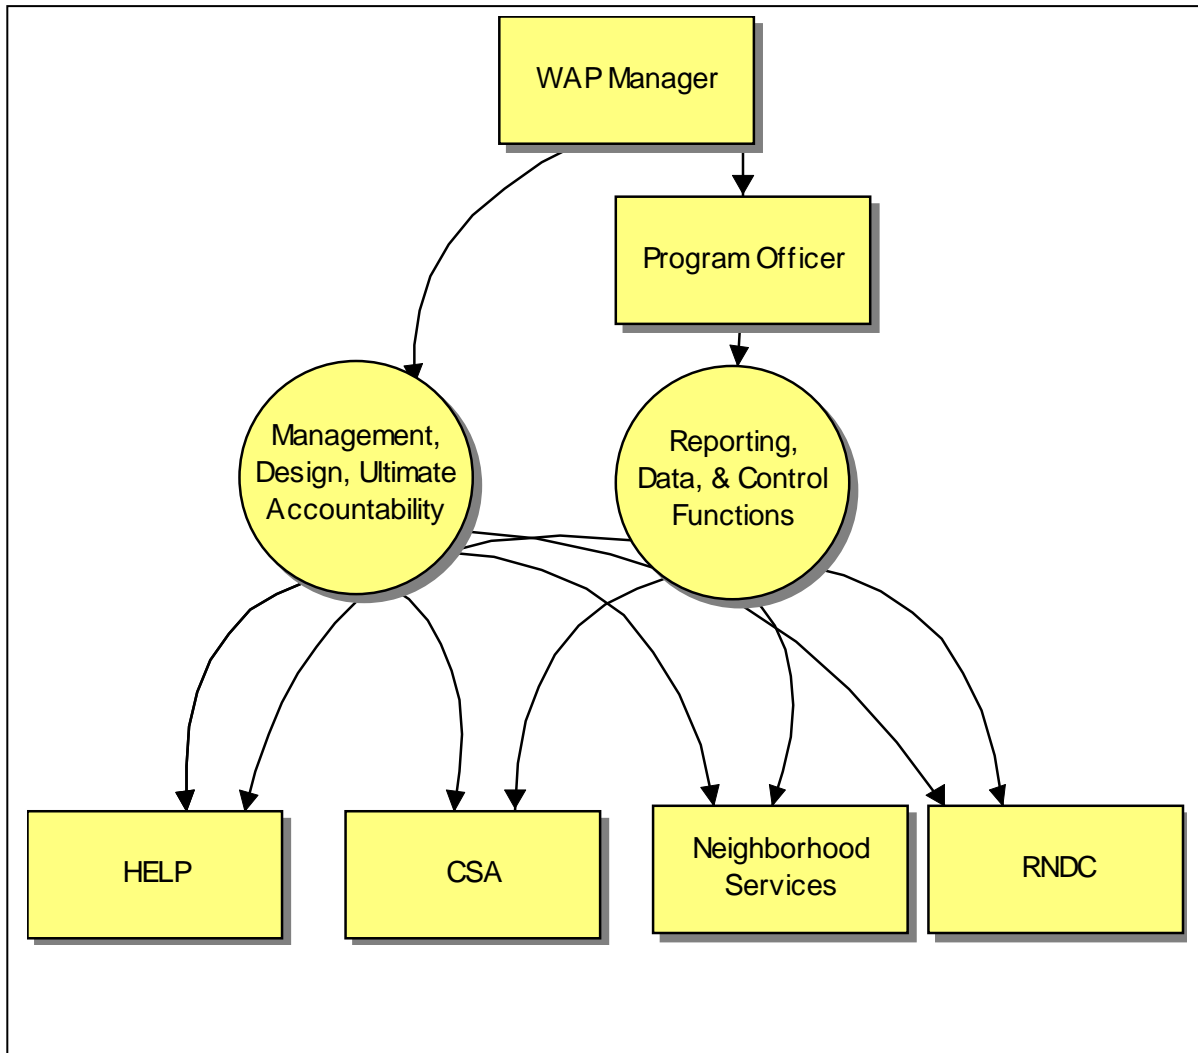 WAP Manager
Program Officer
Management,
Design, Ultimate
Accountability
Reporting,
Data, & Control
Functions
HELP
CSA
Neighborhood
Services
RNDC